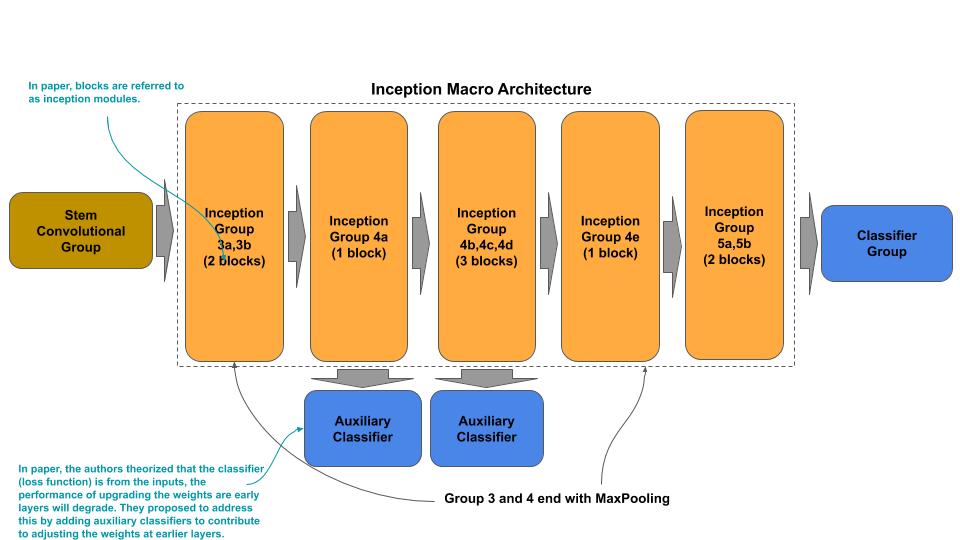 In paper, blocks are referred to
as inception modules.
Inception Macro Architecture
Stem
Convolutional
Group
Inception
Group
3a,3b
(2 blocks)
Inception
Group 4a
(1 block)
Inception
Group
4b,4c,4d
(3 blocks)
Inception
Group 4e
(1 block)
Inception
Group
5a,5b
(2 blocks)
Classifier
Group
Auxiliary
Classifier
Auxiliary
Classifier
In paper, the authors theorized that the classifier
(loss function) is from the inputs, the
performance of upgrading the weights are early
layers will degrade. They proposed to address
this by adding auxiliary classifiers to contribute
to adjusting the weights at earlier layers.
Group 3 and 4 end with MaxPooling